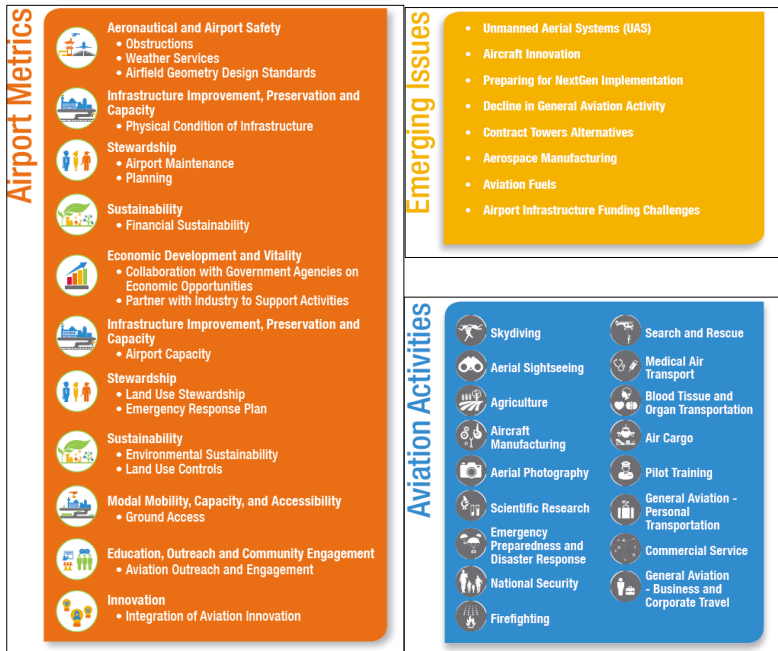 Airport Metrics
Aeronautical and Airport Safety
• Obstructions
• Weather Services
• Airfield Geometry Design Standards
Infrastructure Improvement, Preservation and
Capacity
• Physical Condition of Infrastructure
Stewardship
• Airport Maintenance
• Planning
Sustainability
• Financial Sustainability
Economic Development and Vitality
• Collaboration with Government Agencies on
Economic Opportunities
• Partner with Industry to Support Activities
Infrastructure Improvement, Preservation and
Capacity
• Airport Capacity
Stewardship
• Land Use Stewardship
• Emergency Response Plan
Sustainability
• Environmental Sustainability
• Land Use Controls
Modal Mobility, Capacity, and Accessibility
• Ground Access
Education, Outreach and Community Engagement
• Aviation Outreach and Engagement
Innovation
• Integration of Aviation Innovation
Emerging Issues
• Unmanned Aerial Systems (UAS)
• Aircraft Innovation
• Preparing for NextGen Implementation
• Decline in General Aviation Activity
• Contract Towers Alternatives
• Aerospace Manufacturing
• Aviation Fuels
• Airport Infrastructure Funding Challenges
Aviation Activities
Skydiving
Aerial Sightseeing
Agriculture
Aircraft
Manufacturing
Aerial Photography
Scientific Research
Emergency
Preparedness and
Disaster Response
National Security
Firefighting
Search and Rescue
Medical Air
Transport
Blood Tissue and
Organ Transportation
Air Cargo
Pilot Training
General Aviation -
Personal
Transportation
Commercial Service
General Aviation
- Business and
Corporate Travel